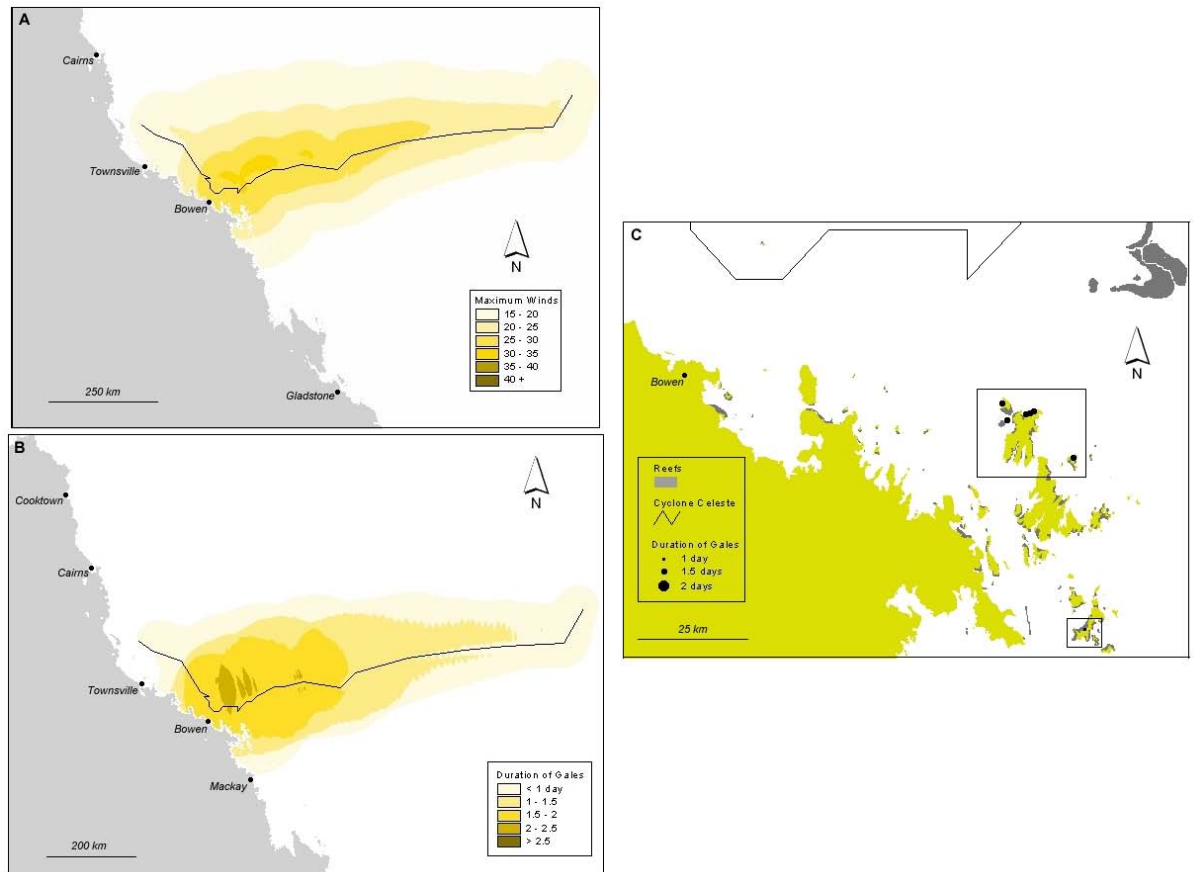 A
Cairns
Townsville
Bowen
N
Maximum Winds
15 - 20
20 - 25
25 - 30
30 - 35
35 - 40
40 +
250 km
Gladstone
B
Cooktown
N
Cairns
Townsville
Bowen
Mackay
Duration of Gales
< 1 day
1 - 1.5
1.5 - 2
2 - 2.5
> 2.5
200 km
C
N
Bowen
Reefs
Cyclone Celeste
Duration of Gales
1 day
1.5 days
2 days
25 km